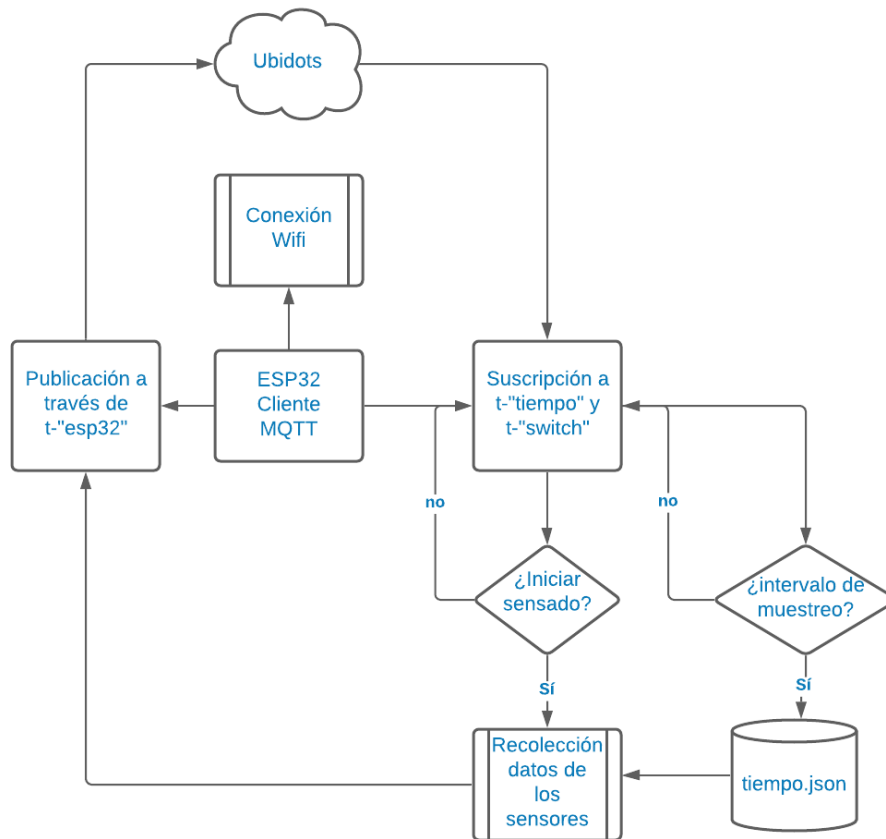 Ubidots
Conexión
Wifi
Publicación a
través de
t-"esp32"
ESP32
Cliente
MQTT
Suscripción a
t-"tiempo" y
t-"switch"
no
no
¿Iniciar
sensado?
¿intervalo de
muestreo?
Sí
Sí
Recolección
datos de
los
sensores
tiempo.json